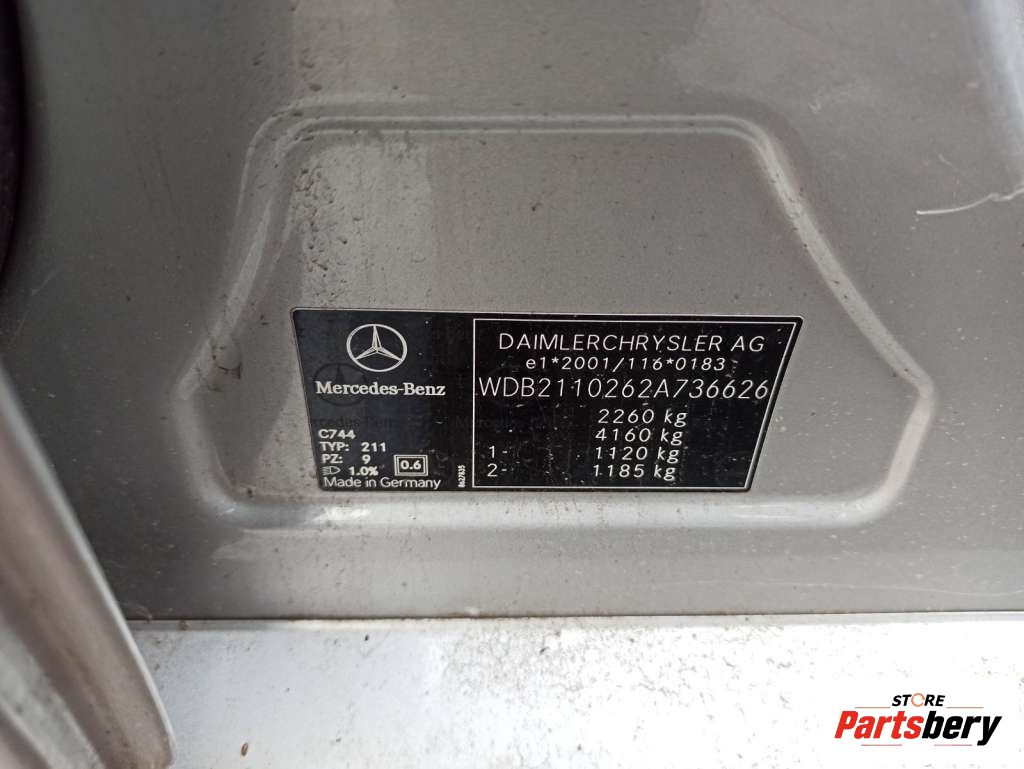 Mercedes-Benz
C744
TYP: 211
PZ: 9
1.0% 0.6
Made in Germany
DAIMLERCHRYSLER AG
e1*2001/116*0183
WDB2110262A736626
2260 kg
4160 kg
1- 1120 kg
2- 1185 kg
STORE
Partsbery